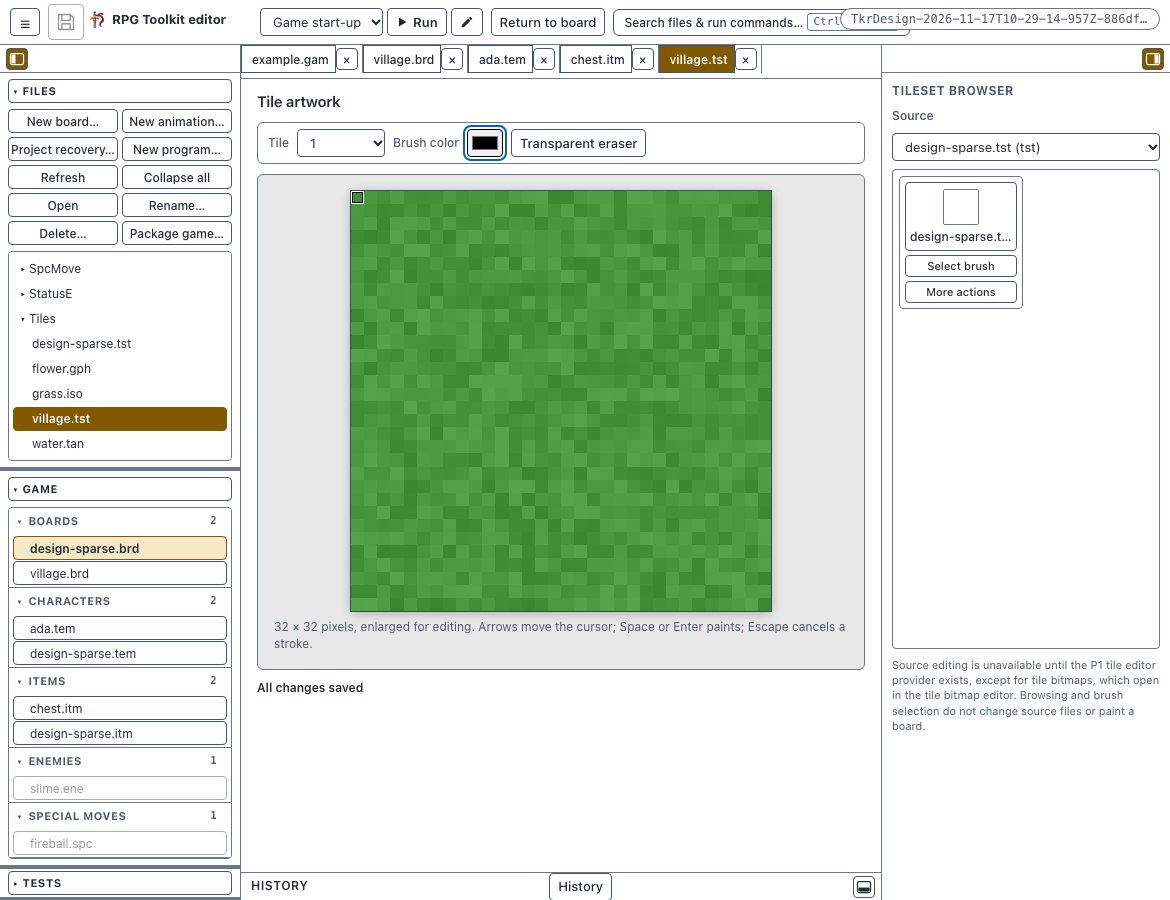 RPG Toolkit editor
Game start-up
Run
Return to board
Search files & run commands...
Ctrl
TkrDesign-2026-11-17T10-29-14-957Z-886df…
example.gam ×
village.brd ×
ada.tem ×
chest.itm ×
village.tst ×
FILES
New board...
New animation...
Project recovery...
New program...
Refresh
Collapse all
Open
Rename...
Delete...
Package game...
SpcMove
StatusE
Tiles
design-sparse.tst
flower.gph
grass.iso
village.tst
water.tan
GAME
BOARDS 2
design-sparse.brd
village.brd
CHARACTERS 2
ada.tem
design-sparse.tem
ITEMS 2
chest.itm
design-sparse.itm
ENEMIES 1
slime.ene
SPECIAL MOVES 1
fireball.spc
TESTS
Tile artwork
Tile 1 Brush color Transparent eraser
32 × 32 pixels, enlarged for editing. Arrows move the cursor; Space or Enter paints; Escape cancels a
stroke.
All changes saved
HISTORY
History
TILESET BROWSER
Source
design-sparse.tst (tst)
design-sparse.t...
Select brush
More actions
Source editing is unavailable until the P1 tile editor
provider exists, except for tile bitmaps, which open
in the tile bitmap editor. Browsing and brush
selection do not change source files or paint a
board.